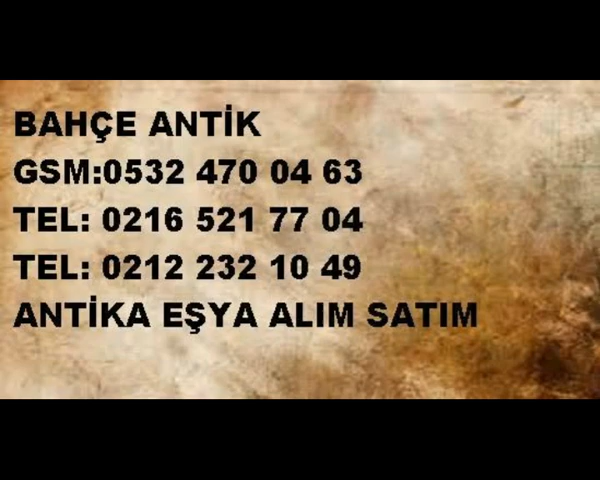 BAHÇE ANTİK
GSM:0532 470 04 63
TEL: 0216 521 77 04
TEL: 0212 232 10 49
ANTİKA EŞYA ALIM SATIM